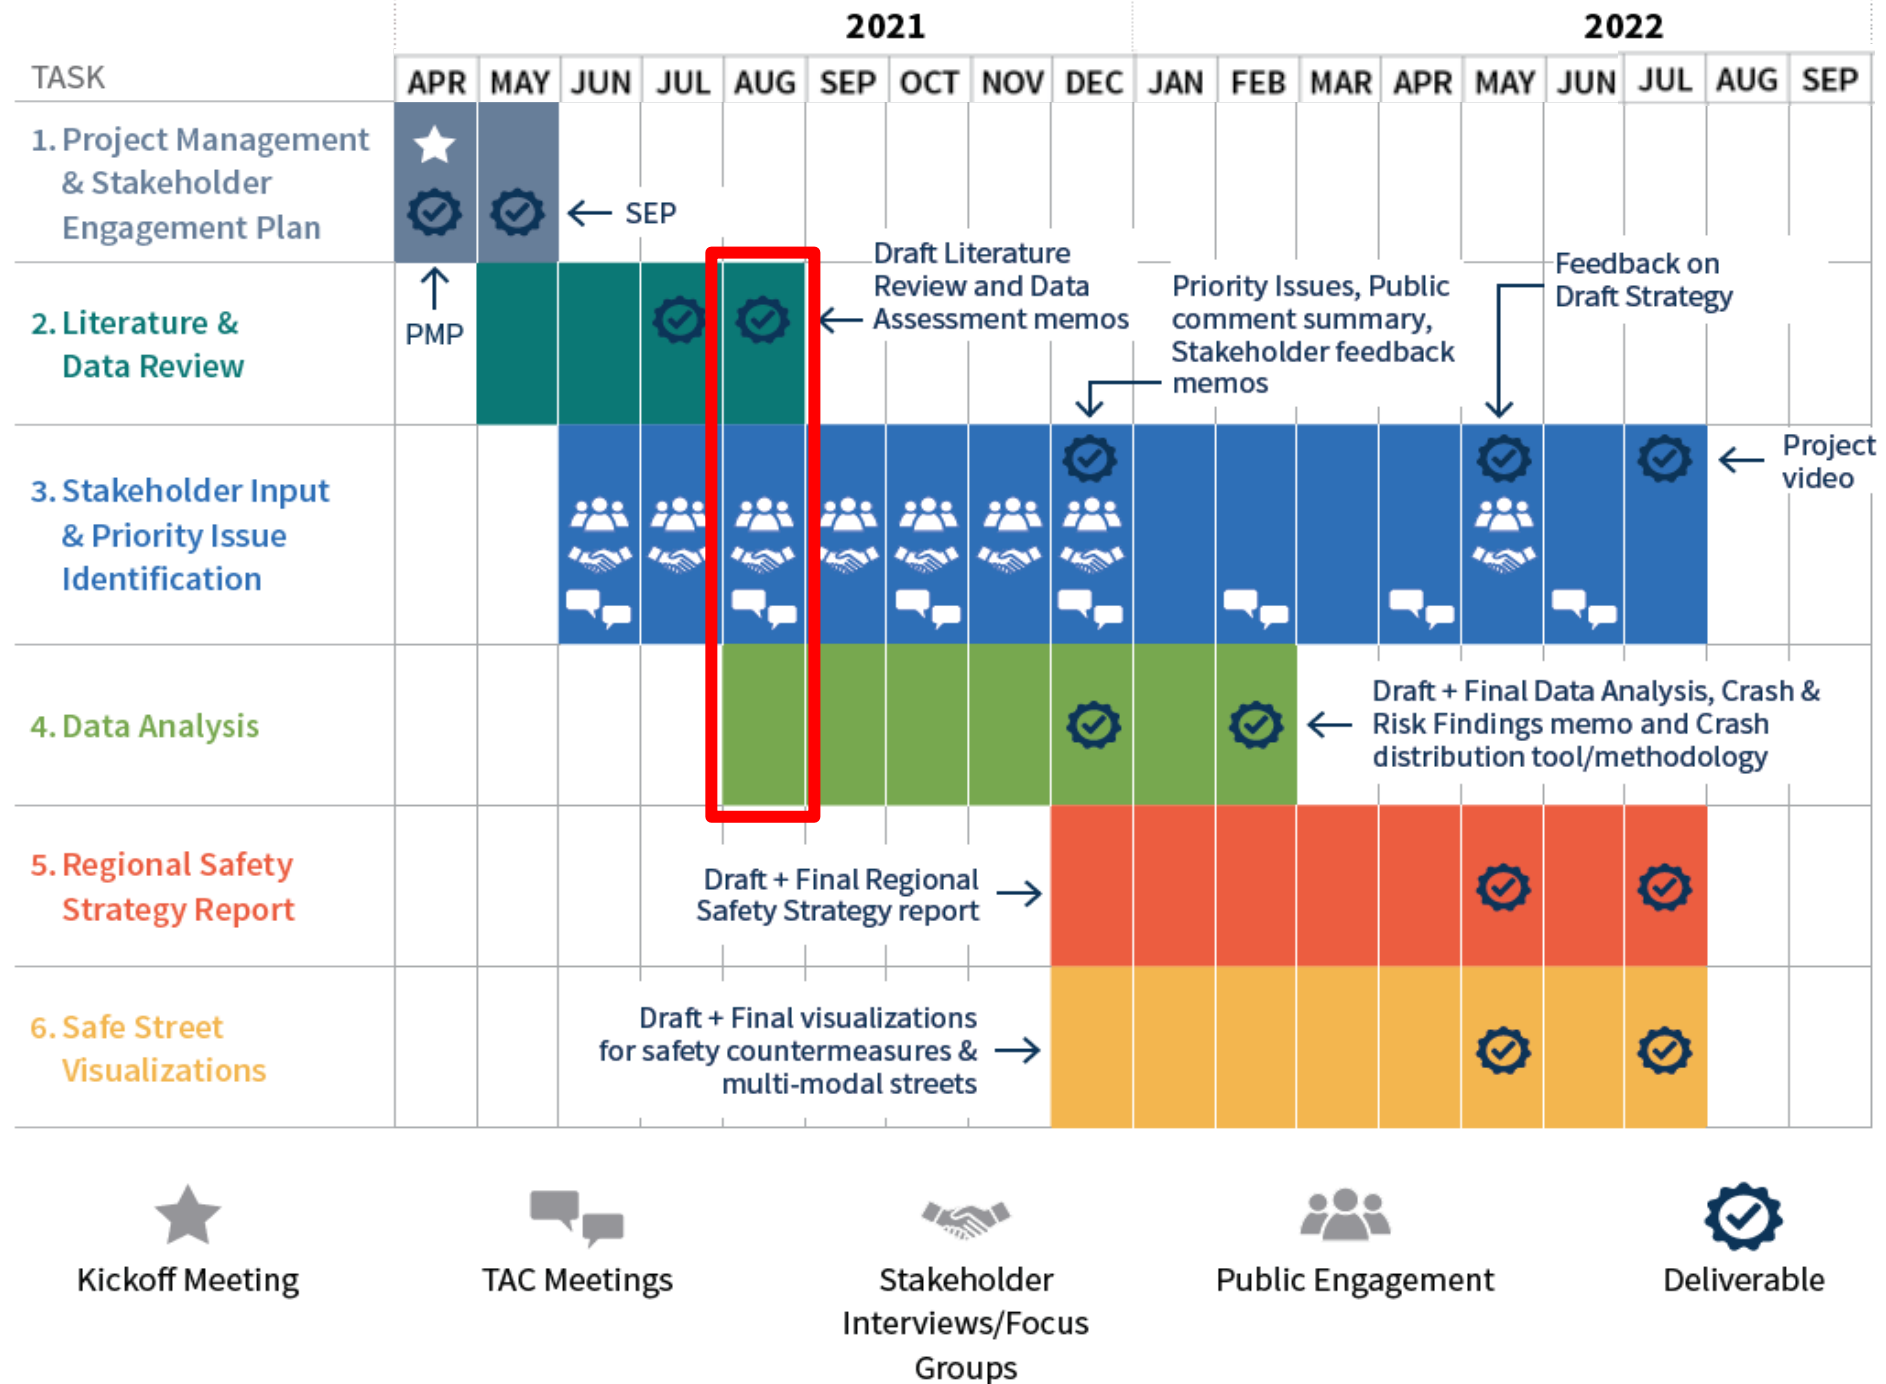 2021
2022
TASK
APR MAY JUN JUL AUG SEP OCT NOV DEC JAN FEB MAR APR MAY JUN JUL AUG SEP
1. Project Management
& Stakeholder
Engagement Plan
SEP
PMP
2. Literature &
Data Review
Draft Literature
Review and Data
Assessment memos
Priority Issues, Public
comment summary,
Stakeholder feedback
memos
Feedback on
Draft Strategy
3. Stakeholder Input
& Priority Issue
Identification
Project
video
4. Data Analysis
Draft + Final Data Analysis, Crash &
Risk Findings memo and Crash
distribution tool/methodology
5. Regional Safety
Strategy Report
Draft + Final Regional
Safety Strategy report
6. Safe Street
Visualizations
Draft + Final visualizations
for safety countermeasures &
multi-modal streets
Kickoff Meeting
TAC Meetings
Stakeholder
Interviews/Focus
Groups
Public Engagement
Deliverable